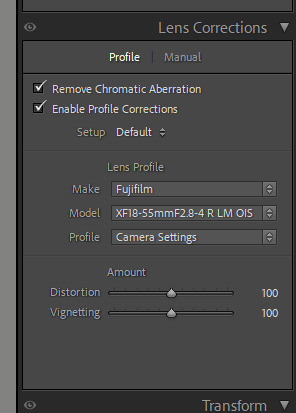 Lens Corrections
Profile | Manual
Remove Chromatic Aberration
Enable Profile Corrections
Setup Default
Lens Profile
Make Fujifilm
Model XF18-55mmF2.8-4 R LM OIS
Profile Camera Settings
Amount
Distortion 100
Vignetting 100
Transform